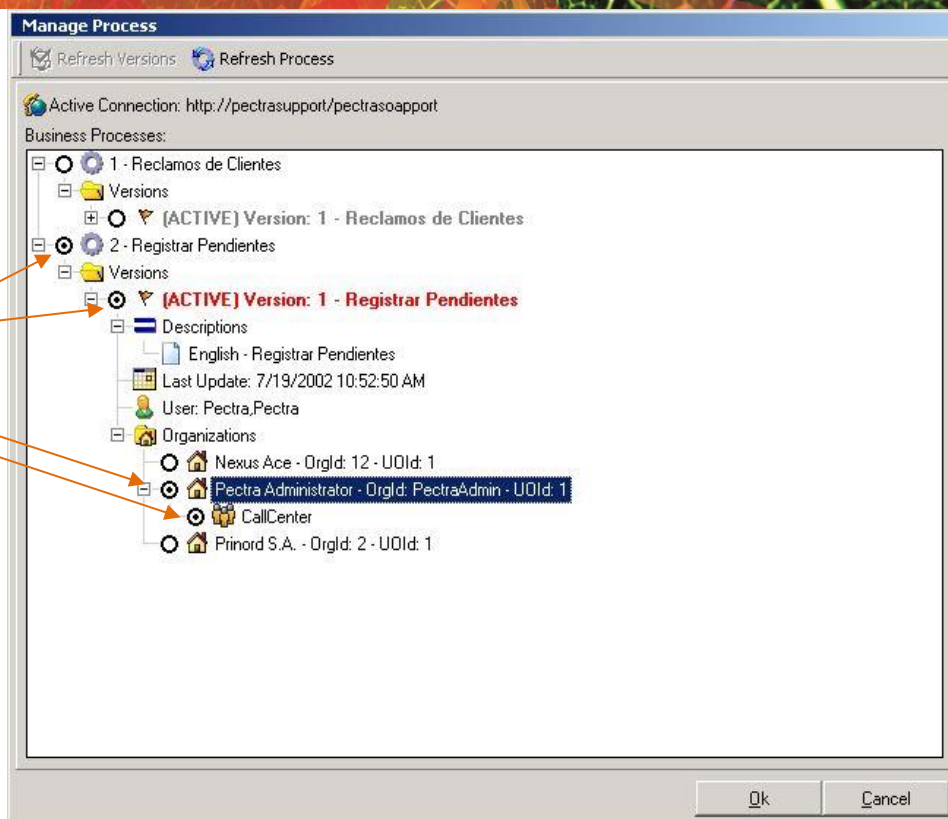 Manage Process
Refresh Versions Refresh Process
Active Connection: http://pectrasupport/pectrasoapport
Business Processes:
1 - Reclamos de Clientes
Versions
(ACTIVE) Version: 1 - Reclamos de Clientes
2 - Registrar Pendientes
Versions
(ACTIVE) Version: 1 - Registrar Pendientes
Descriptions
English - Registrar Pendientes
Last Update: 7/19/2002 10:52:50 AM
User: Pectra,Pectra
Organizations
Nexus Ace - OrgId: 12 - UOId: 1
Pectra Administrator - OrgId: PectraAdmin - UOId: 1
CallCenter
Prinord S.A. - OrgId: 2 - UOId: 1
Ok Cancel